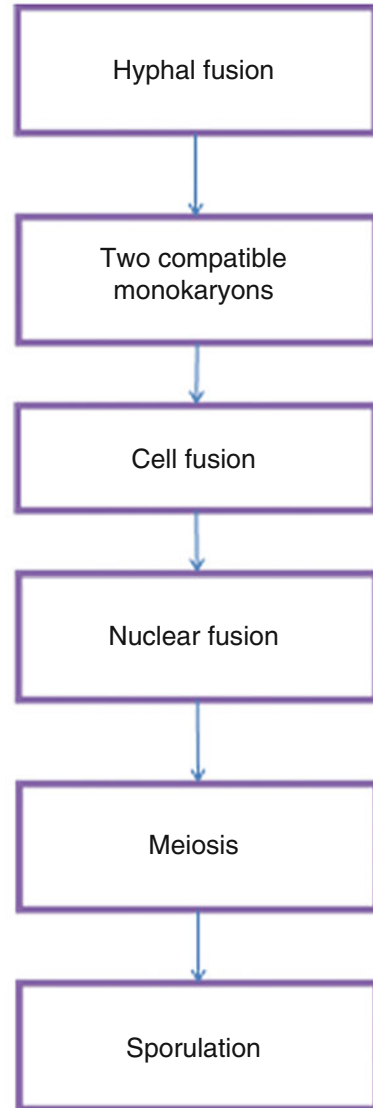 Hyphal fusion
Two compatible
monokaryons
Cell fusion
Nuclear fusion
Meiosis
Sporulation